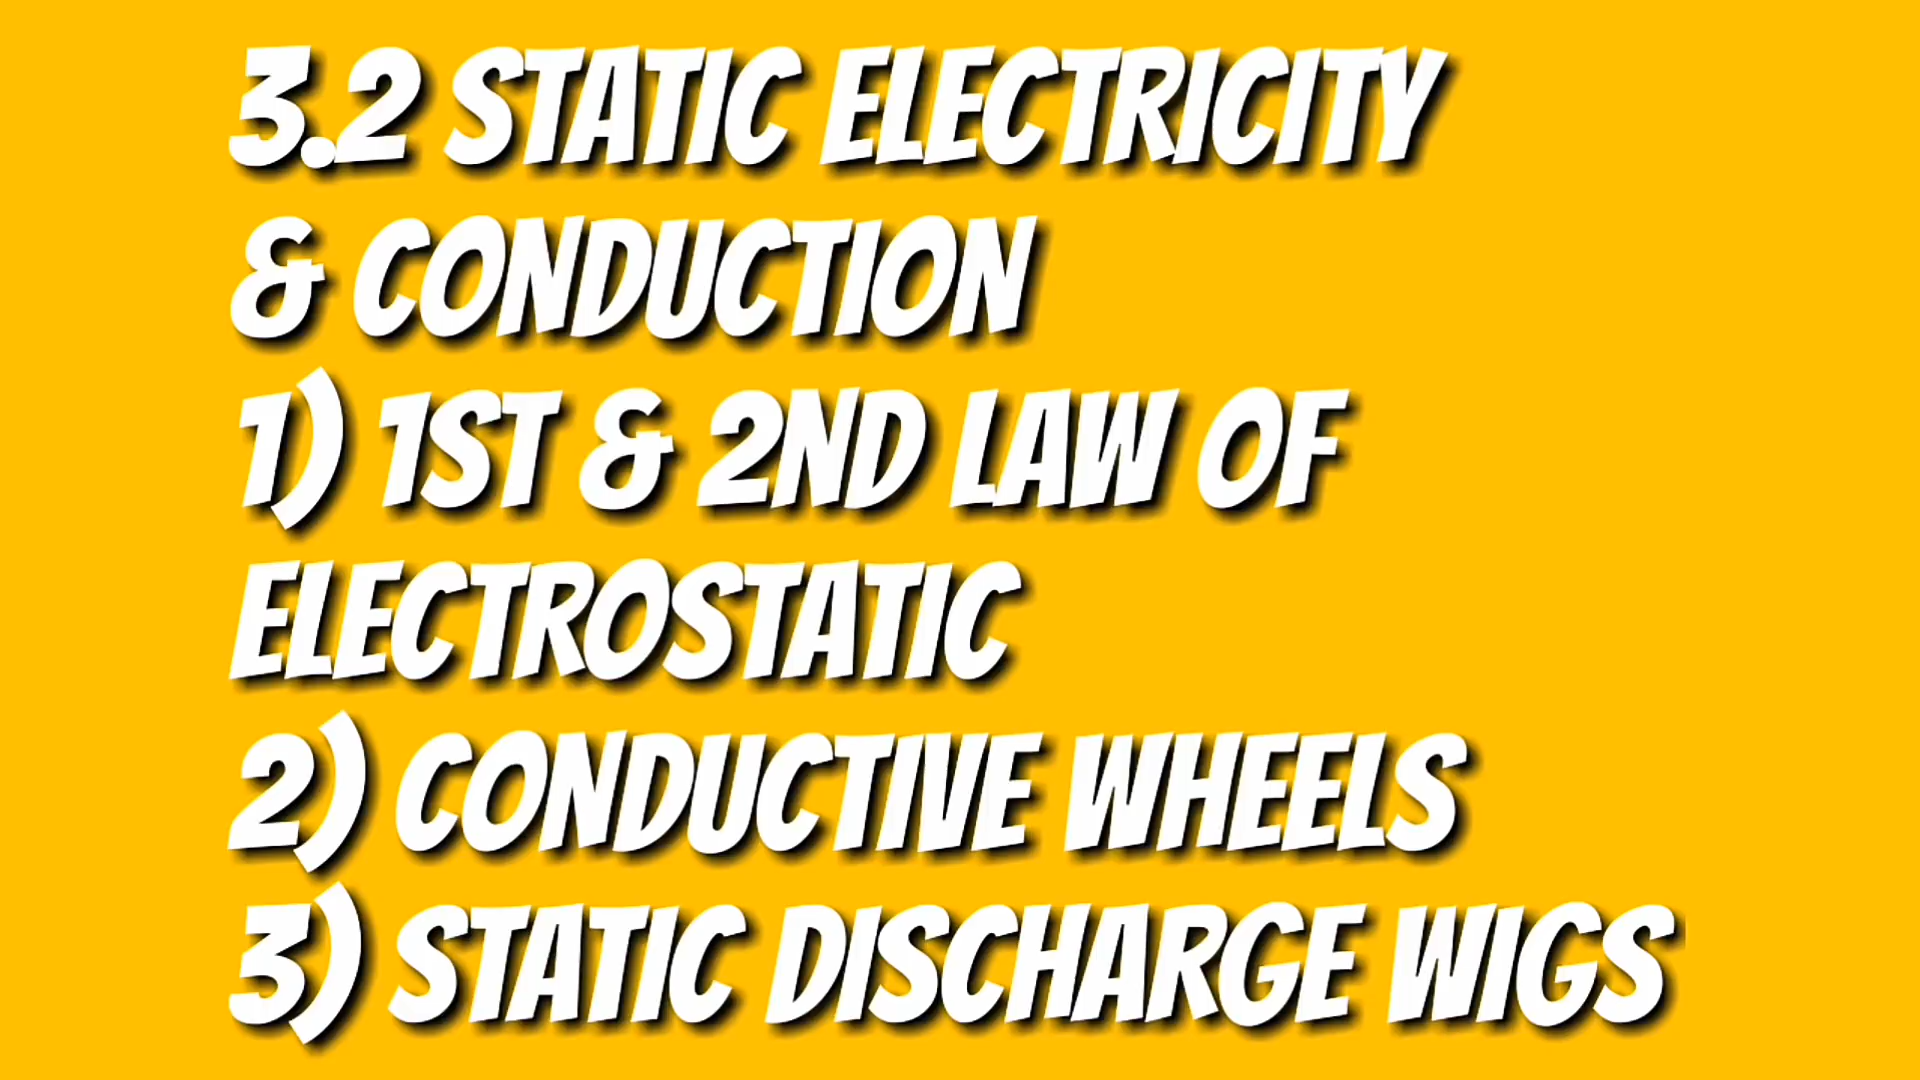 3.2 STATIC ELECTRICITY
& CONDUCTION
1) 1ST & 2ND LAW OF
ELECTROSTATIC
2) CONDUCTIVE WHEELS
3) STATIC DISCHARGE WIGS